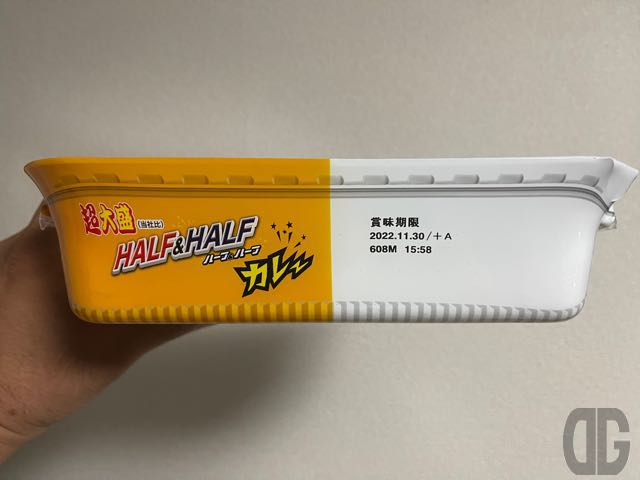 超大盛(当社比)
HALF&HALF
ハーフ&ハーフ
カレー
賞味期限
2022.11.30/+A
608M 15:58
DG